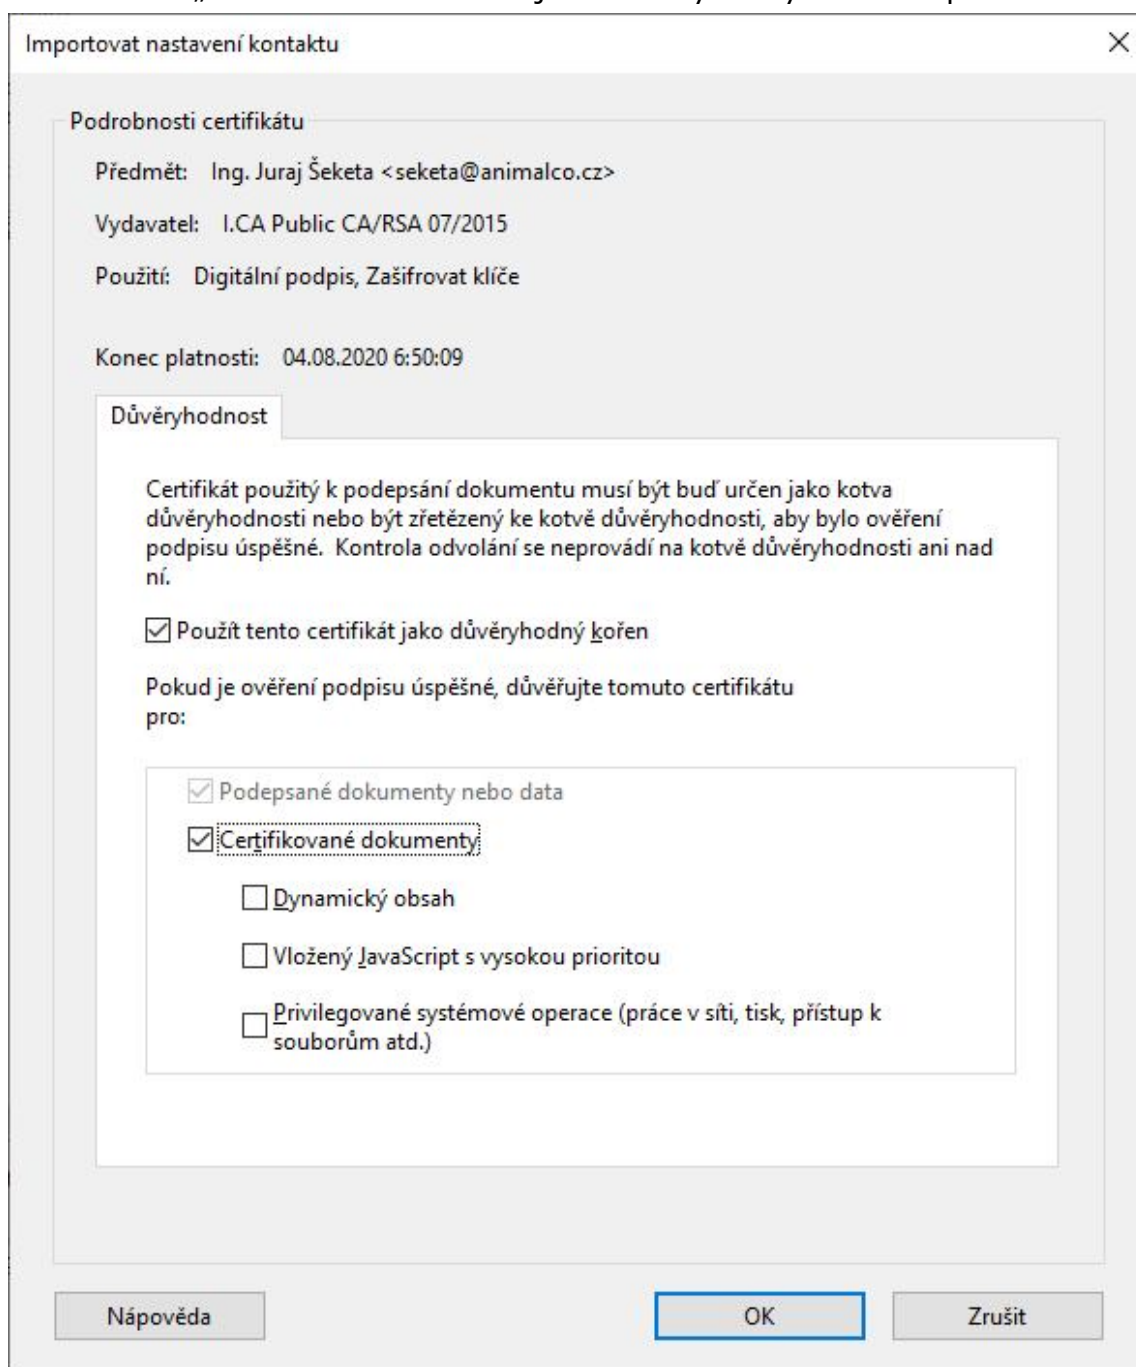 Importovat nastavení kontaktu
Podrobnosti certifikátu
Předmět: Ing. Juraj Šeketa <seketa@animalco.cz>
Vydavatel: I.CA Public CA/RSA 07/2015
Použití: Digitální podpis, Zašifrovat klíče
Konec platnosti: 04.08.2020 6:50:09
Důvěryhodnost
Certifikát použitý k podepsání dokumentu musí být buď určen jako kotva
důvěryhodnosti nebo být zřetězený ke kotvě důvěryhodnosti, aby bylo ověření
podpisu úspěšné. Kontrola odvolání se neprovádí na kotvě důvěryhodnosti ani nad
ní.
Použít tento certifikát jako důvěryhodný kořen
Pokud je ověření podpisu úspěšné, důvěřujte tomuto certifikátu
pro:
Podepsané dokumenty nebo data
Certifikované dokumenty
Dynamický obsah
Vložený JavaScript s vysokou prioritou
Privilegované systémové operace (práce v síti, tisk, přístup k
souborům atd.)
Nápověda
OK
Zrušit